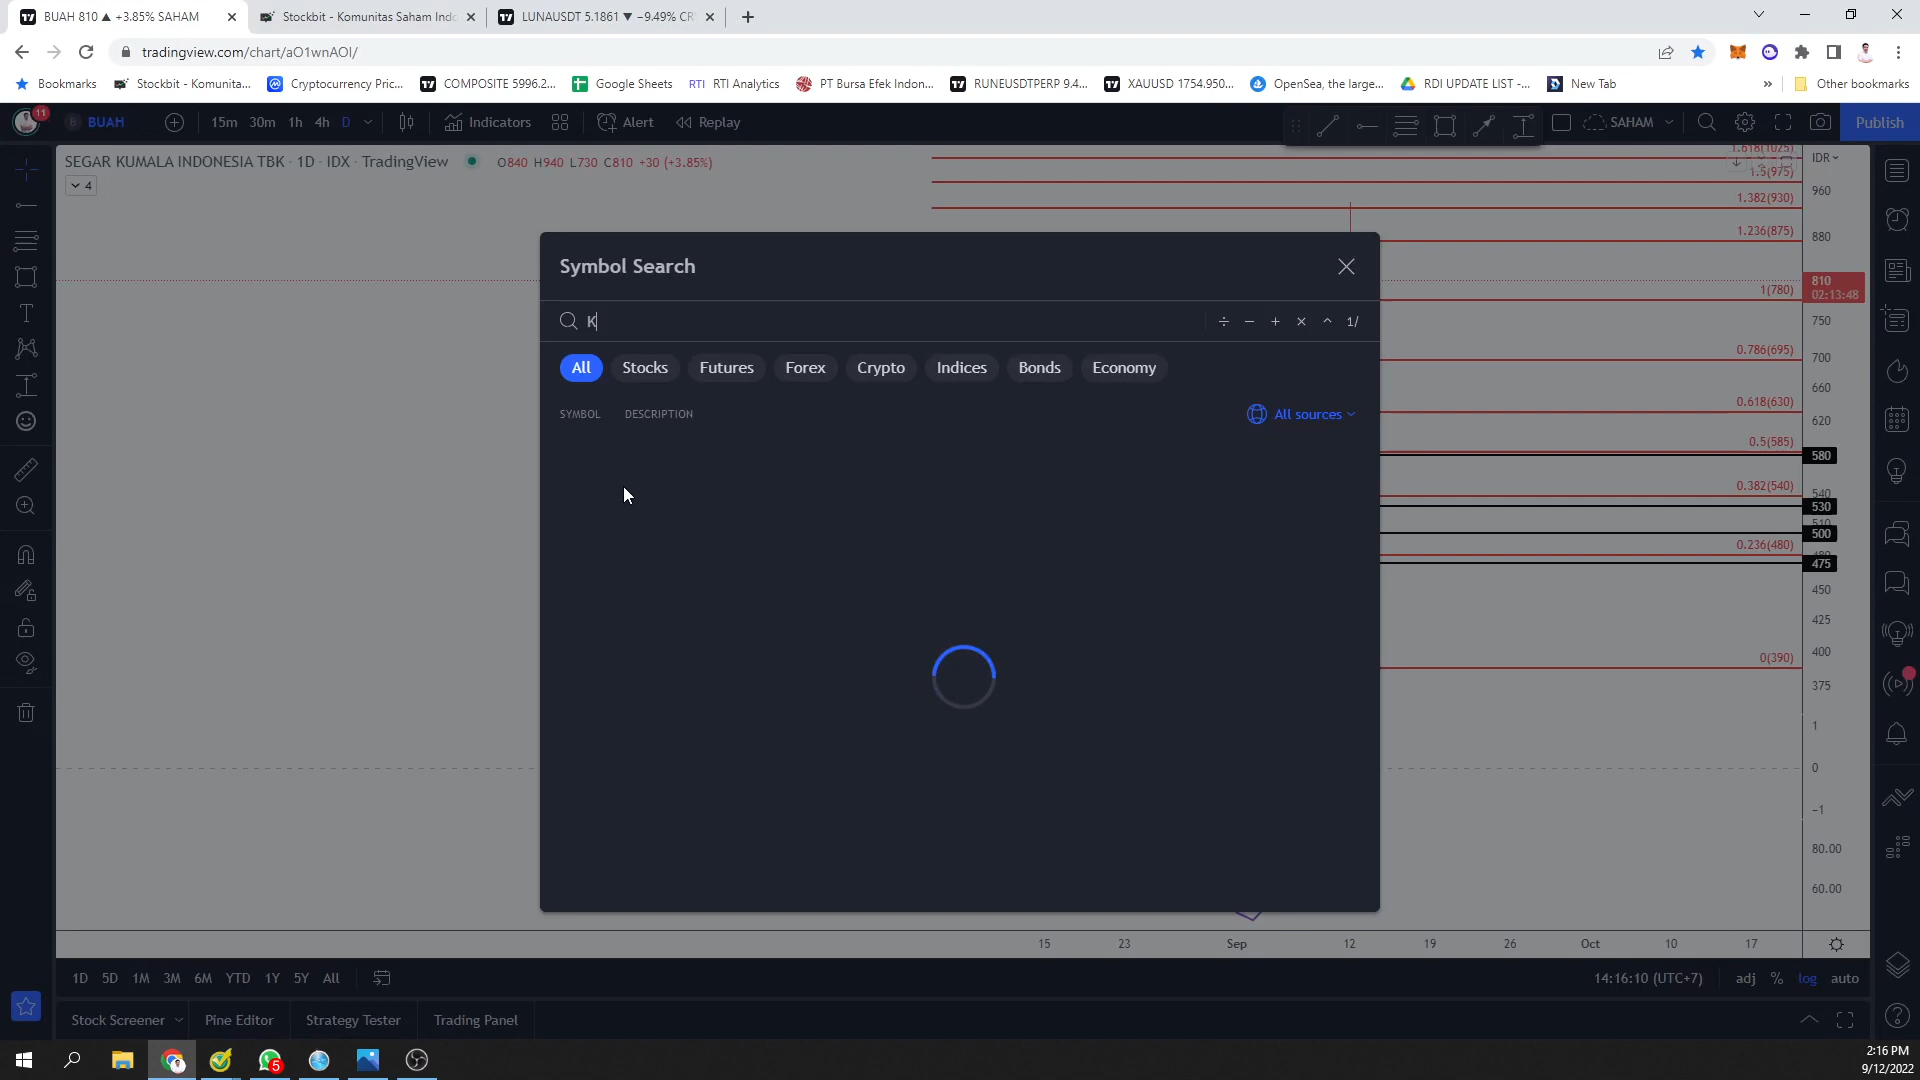 BUAH 810 ▲ +3.85% SAHAM
Stockbit - Komunitas Saham Ind
LUNAUSDT 5.1861 ▼ −9.49% CR
tradingview.com/chart/aO1wnAOI/
Bookmarks
Stockbit - Komunita...
Cryptocurrency Pric...
COMPOSITE 5996.2...
Google Sheets
RTI RTI Analytics
PT Bursa Efek Indon...
RUNEUSDTPERP 9.4...
XAUUSD 1754.950...
OpenSea, the large...
RDI UPDATE LIST -...
New Tab
»
Other bookmarks
11
B BUAH
15m 30m 1h 4h D
Indicators
Alert
Replay
SAHAM
Publish
SEGAR KUMALA INDONESIA TBK · 1D · IDX · TradingView
O840 H940 L730 C810 +30 (+3.85%)
4
1.618(1025)
1.5(975)
1.382(930)
1.236(875)
1(780)
0.786(695)
0.618(630)
0.5(585)
0.382(540)
0.236(480)
0(390)
IDR
960
880
810
02:13:48
750
700
660
620
580
540
530
510
500
475
450
425
400
375
1
0
−1
80.00
60.00
Symbol Search
K
÷ − + × ^ 1/
All Stocks Futures Forex Crypto Indices Bonds Economy
SYMBOL DESCRIPTION
All sources
15 23 Sep 12 19 26 Oct 10 17
1D 5D 1M 3M 6M YTD 1Y 5Y All
14:16:10 (UTC+7)
adj % log auto
Stock Screener
Pine Editor
Strategy Tester
Trading Panel
5
2:16 PM
9/12/2022